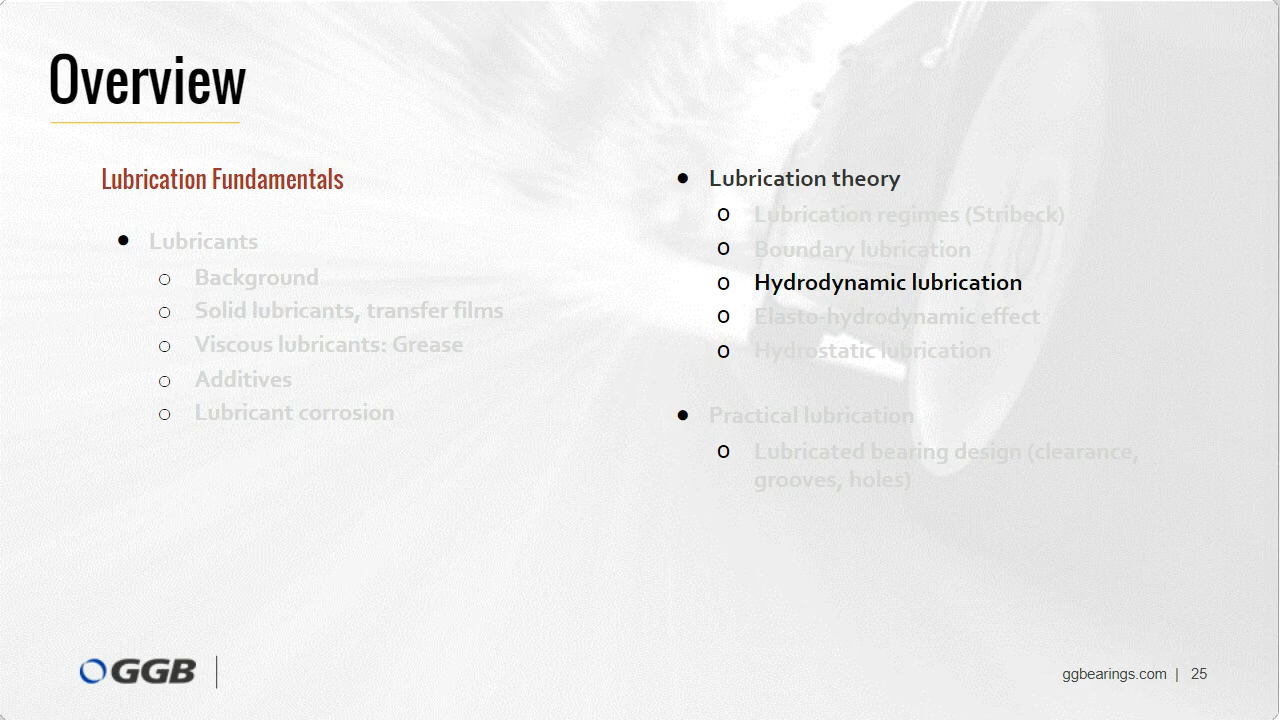 Overview
Lubrication Fundamentals
● Lubricants
○ Background
○ Solid lubricants, transfer films
○ Viscous lubricants: Grease
○ Additives
○ Lubricant corrosion
● Lubrication theory
o Lubrication regimes (Stribeck)
o Boundary lubrication
o Hydrodynamic lubrication
o Elasto-hydrodynamic effect
o Hydrostatic lubrication
● Practical lubrication
o Lubricated bearing design (clearance,
grooves, holes)
GGB
ggbearings.com | 25